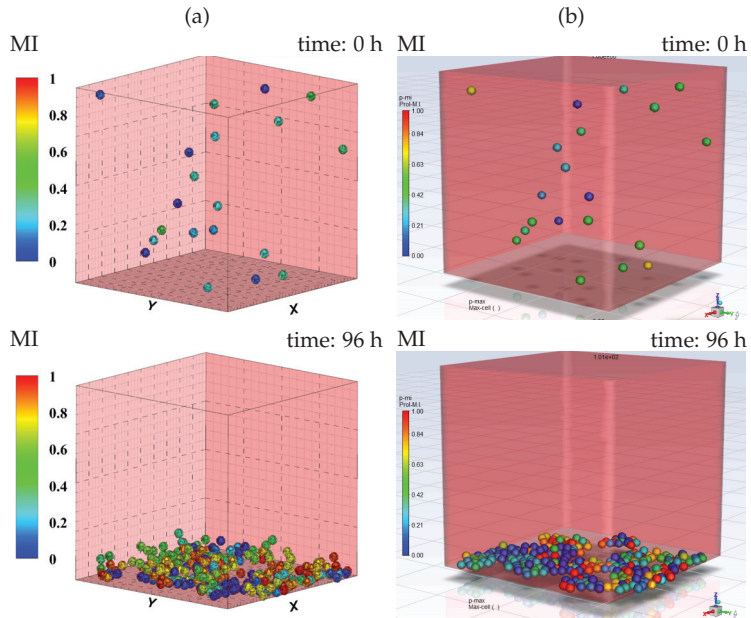 (a)
(b)
MI
time: 0 h
1
0.8
0.6
0.4
0.2
0
Y
X
MI
time: 0 h
p-mi
Prol-M.I.
1.00
0.84
0.63
0.42
0.21
0.00
p-max
Max-cell ( )
Z
X
Y
MI
time: 96 h
1
0.8
0.6
0.4
0.2
0
Y
X
MI
time: 96 h
1.01e+02
p-mi
Prol-M.I.
1.00
0.84
0.63
0.42
0.21
0.00
p-max
Max-cell ( )
Z
X
Y